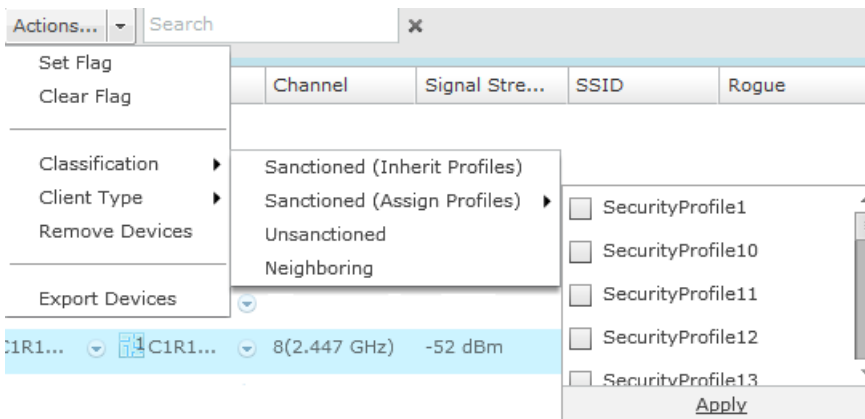 Actions... Search
Set Flag
Clear Flag
Channel Signal Stre... SSID Rogue
Classification
Client Type
Remove Devices
Export Devices
Sanctioned (Inherit Profiles)
Sanctioned (Assign Profiles)
Unsanctioned
Neighboring
SecurityProfile1
SecurityProfile10
SecurityProfile11
SecurityProfile12
SecurityProfile13
Apply
C1R1... 1 C1R1... 8(2.447 GHz) -52 dBm